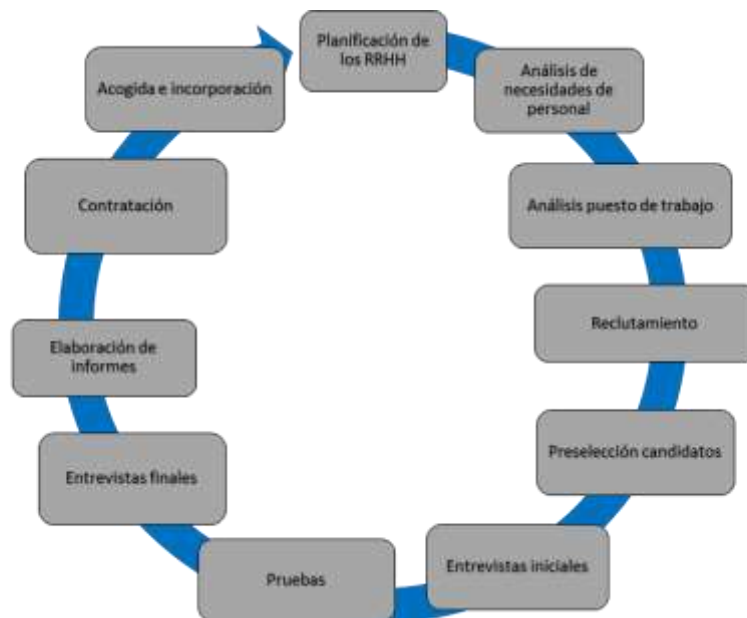 Planificación de
los RRHH
Análisis de
necesidades de
personal
Análisis puesto de trabajo
Reclutamiento
Preselección candidatos
Entrevistas iniciales
Pruebas
Entrevistas finales
Elaboración de
informes
Contratación
Acogida e incorporación